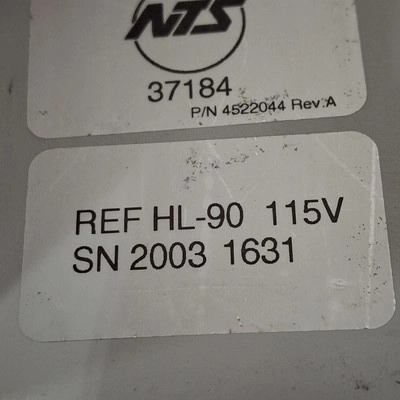 NTS
37184
P/N 4522044 Rev.A
REF HL-90 115V
SN 2003 1631